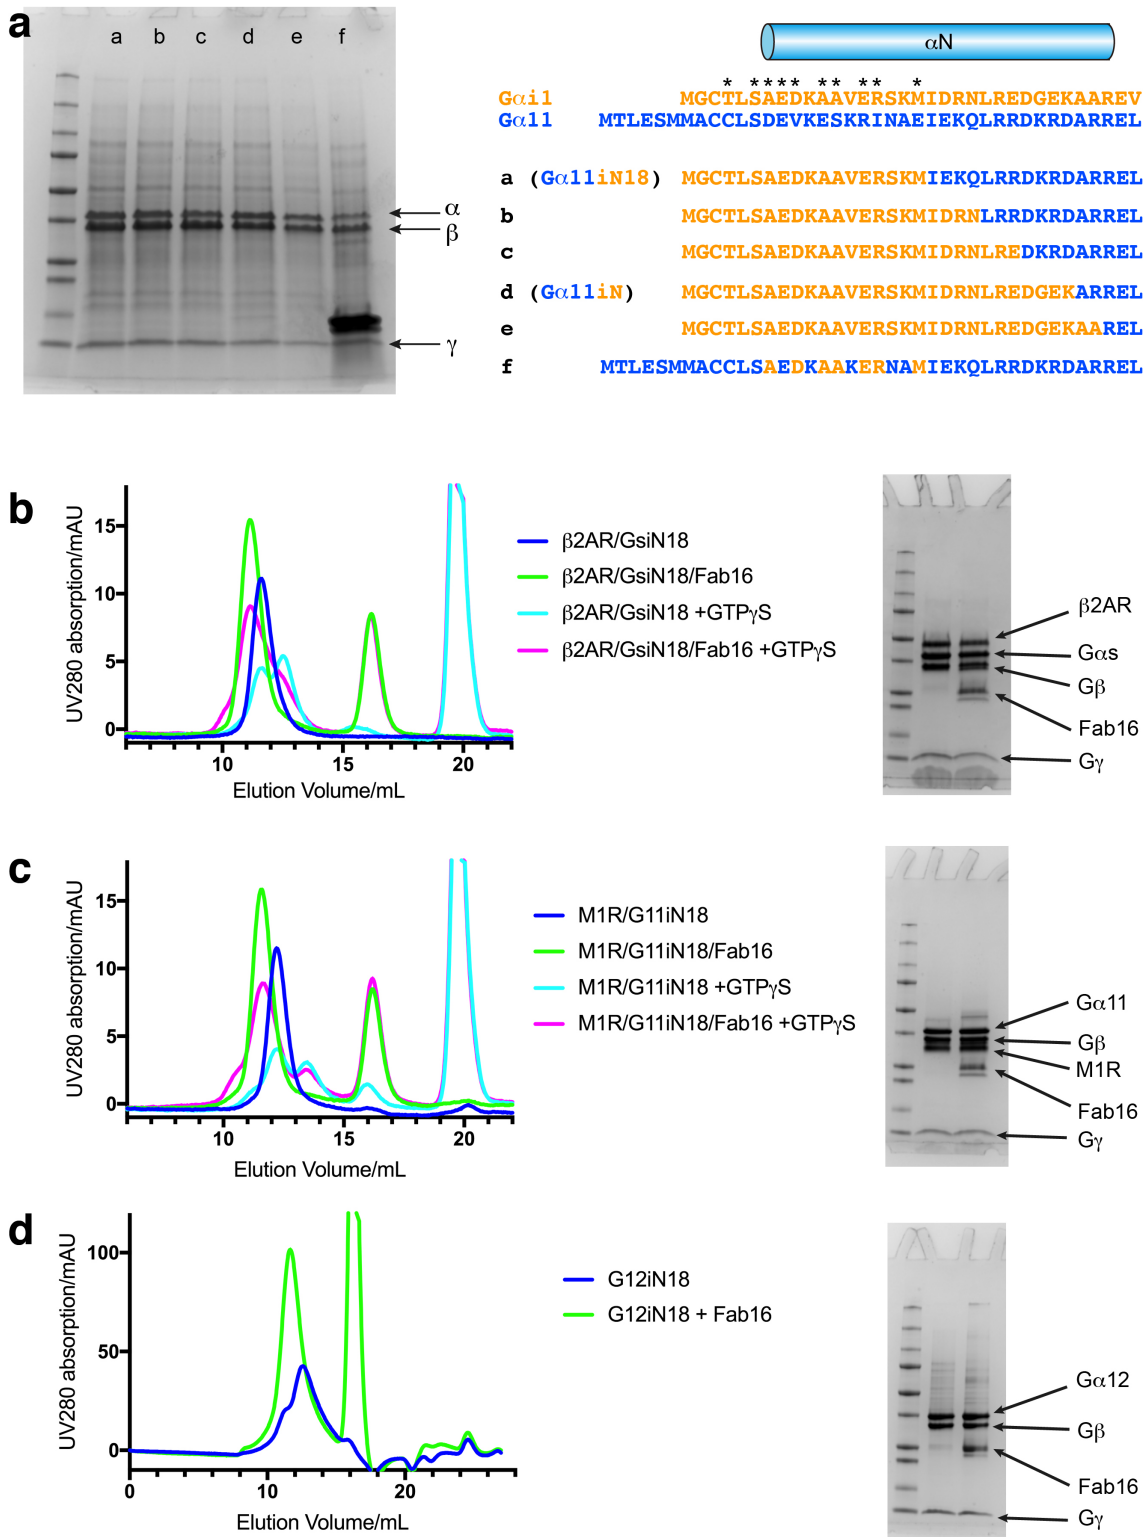 a
a b c d e f
α
β
γ
αN
* **** ** ** *
Gαi1 MGCTLSAEDKAAVERSKMIDRNLREDGEKAAREV
Gα11 MTLESMMACCLSDEVKESKRINAEIEKQLRRDKRDARREL
a (Gα11iN18) MGCTLSAEDKAAVERSKMIEKQLRRDKRDARREL
b MGCTLSAEDKAAVERSKMIDRNLRRDKRDARREL
c MGCTLSAEDKAAVERSKMIDRNLREDKRDARREL
d (Gα11iN) MGCTLSAEDKAAVERSKMIDRNLREDGEKARREL
e MGCTLSAEDKAAVERSKMIDRNLREDGEKAAREL
f MTLESMMACCLSAEDKAAKERNAMIEKQLRRDKRDARREL
b
UV280 absorption/mAU
15
10
5
0
10 15 20
Elution Volume/mL
β2AR/GsiN18
β2AR/GsiN18/Fab16
β2AR/GsiN18 +GTPγS
β2AR/GsiN18/Fab16 +GTPγS
β2AR
Gαs
Gβ
Fab16
Gγ
c
UV280 absorption/mAU
15
10
5
0
10 15 20
Elution Volume/mL
M1R/G11iN18
M1R/G11iN18/Fab16
M1R/G11iN18 +GTPγS
M1R/G11iN18/Fab16 +GTPγS
Gα11
Gβ
M1R
Fab16
Gγ
d
UV280 absorption/mAU
100
50
0
0 10 20
Elution Volume/mL
G12iN18
G12iN18 + Fab16
Gα12
Gβ
Fab16
Gγ